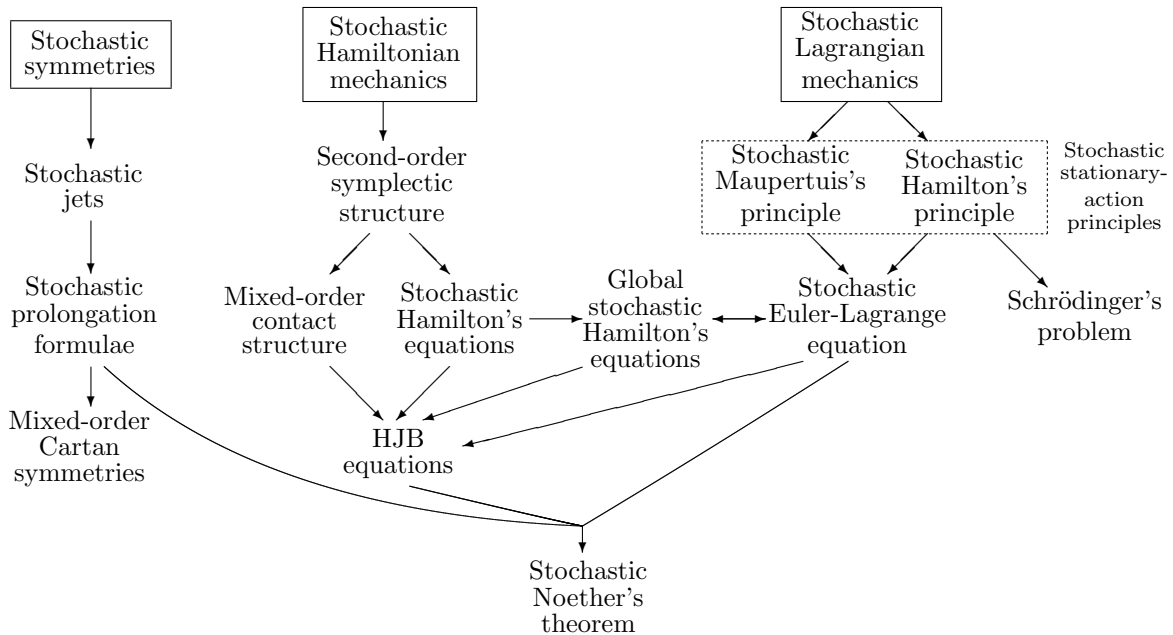 Stochastic
symmetries
Stochastic
Hamiltonian
mechanics
Stochastic
Lagrangian
mechanics
Stochastic
jets
Second-order
symplectic
structure
Stochastic
Maupertuis's
principle
Stochastic
Hamilton's
principle
Stochastic
stationary-
action
principles
Stochastic
prolongation
formulae
Mixed-order
contact
structure
Stochastic
Hamilton's
equations
Global
stochastic
Hamilton's
equations
Stochastic
Euler-Lagrange
equation
Schrödinger's
problem
Mixed-order
Cartan
symmetries
HJB
equations
Stochastic
Noether's
theorem